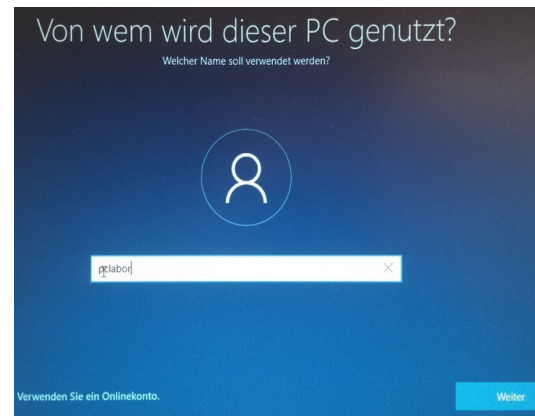 Von wem wird dieser PC genutzt?
Welcher Name soll verwendet werden?
pclabor
Verwenden Sie ein Onlinekonto.
Weiter